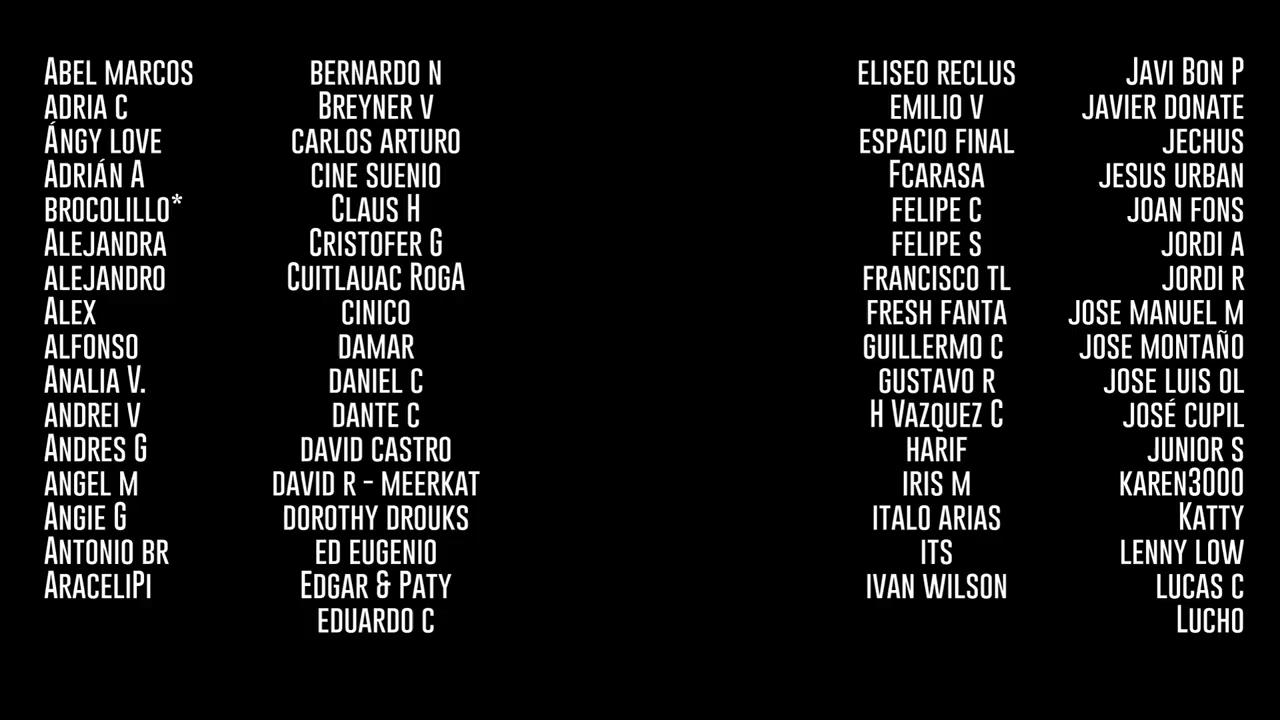 Abel marcos
adria c
Ángy love
Adrián A
brocolillo*
Alejandra
alejandro
Alex
alfonso
Analia V.
andrei v
Andres G
angel m
Angie G
Antonio br
AraceliPi
bernardo n
Breyner v
carlos arturo
cine suenio
Claus H
Cristofer G
Cuitlauac RogA
cinico
damar
daniel c
dante c
david castro
david r - meerkat
dorothy drouks
ed eugenio
Edgar & Paty
eduardo c
eliseo reclus
emilio v
espacio final
Fcarasa
felipe c
felipe s
francisco tl
fresh fanta
guillermo c
gustavo r
H Vazquez C
harif
iris m
italo arias
its
ivan wilson
Javi Bon P
javier donate
jechus
jesus urban
joan fons
jordi a
jordi r
jose manuel m
jose montaño
jose luis ol
josé cupil
junior s
karen3000
Katty
lenny low
lucas c
Lucho